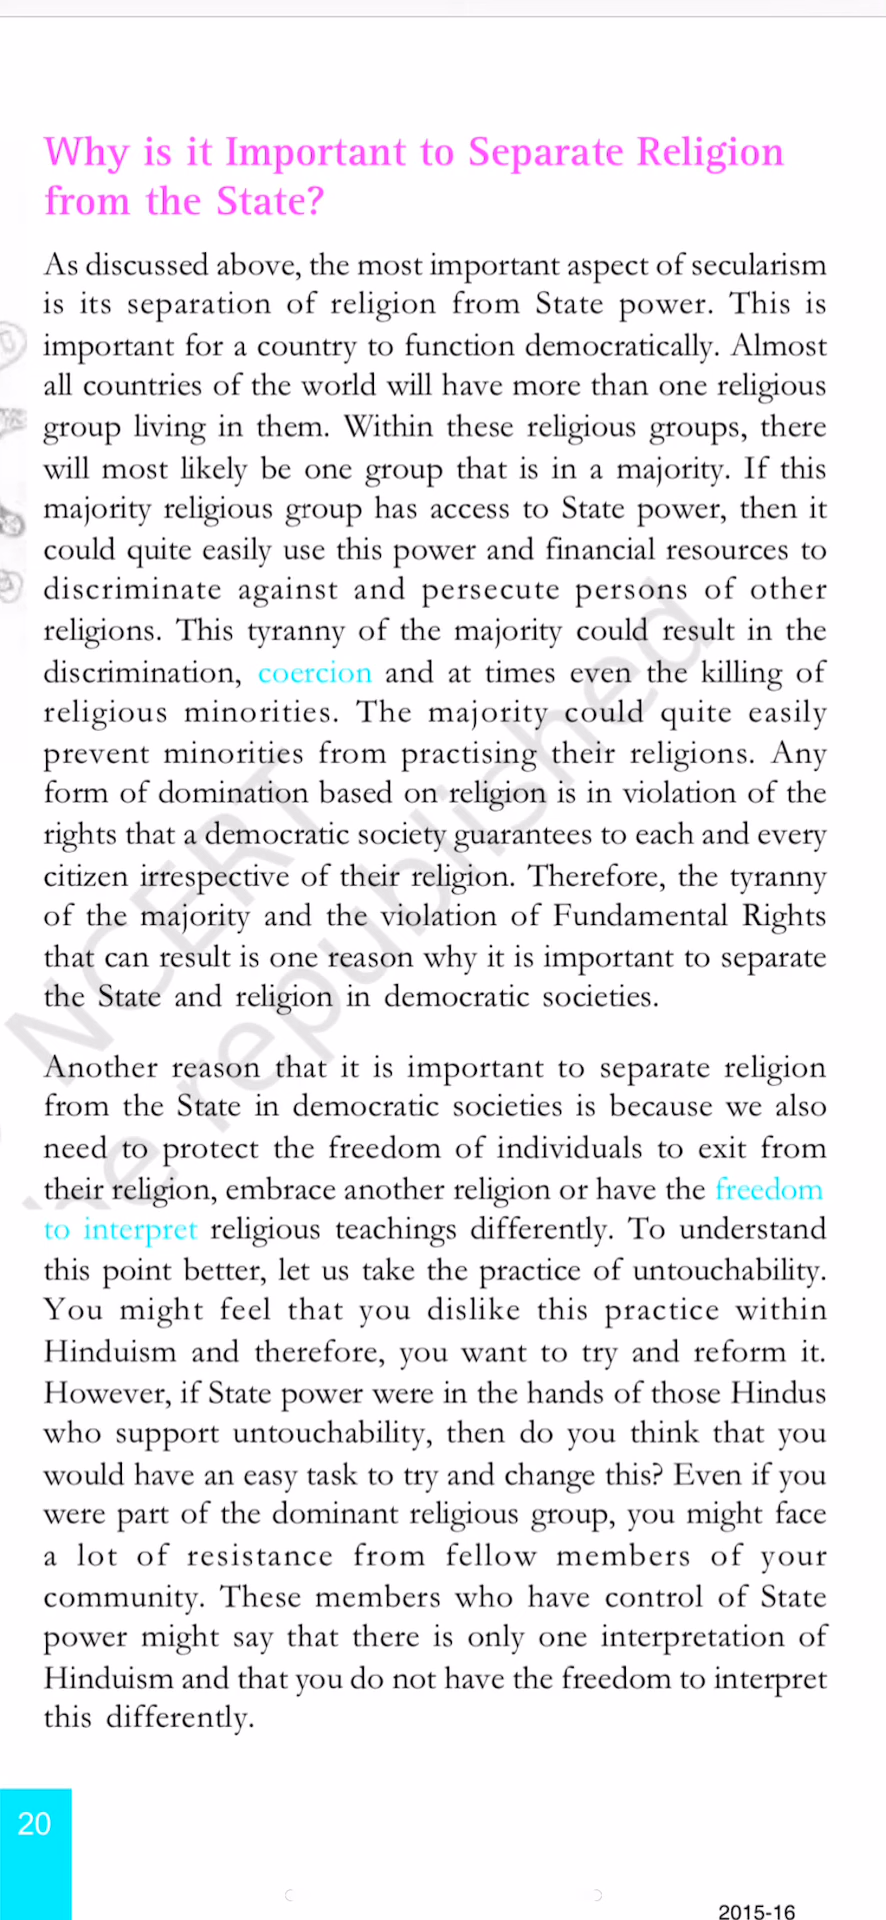 Why is it Important to Separate Religion
from the State?
As discussed above, the most important aspect of secularism
is its separation of religion from State power. This is
important for a country to function democratically. Almost
all countries of the world will have more than one religious
group living in them. Within these religious groups, there
will most likely be one group that is in a majority. If this
majority religious group has access to State power, then it
could quite easily use this power and financial resources to
discriminate against and persecute persons of other
religions. This tyranny of the majority could result in the
discrimination, coercion and at times even the killing of
religious minorities. The majority could quite easily
prevent minorities from practising their religions. Any
form of domination based on religion is in violation of the
rights that a democratic society guarantees to each and every
citizen irrespective of their religion. Therefore, the tyranny
of the majority and the violation of Fundamental Rights
that can result is one reason why it is important to separate
the State and religion in democratic societies.
Another reason that it is important to separate religion
from the State in democratic societies is because we also
need to protect the freedom of individuals to exit from
their religion, embrace another religion or have the freedom
to interpret religious teachings differently. To understand
this point better, let us take the practice of untouchability.
You might feel that you dislike this practice within
Hinduism and therefore, you want to try and reform it.
However, if State power were in the hands of those Hindus
who support untouchability, then do you think that you
would have an easy task to try and change this? Even if you
were part of the dominant religious group, you might face
a lot of resistance from fellow members of your
community. These members who have control of State
power might say that there is only one interpretation of
Hinduism and that you do not have the freedom to interpret
this differently.
NCERT
republished
20
2015-16